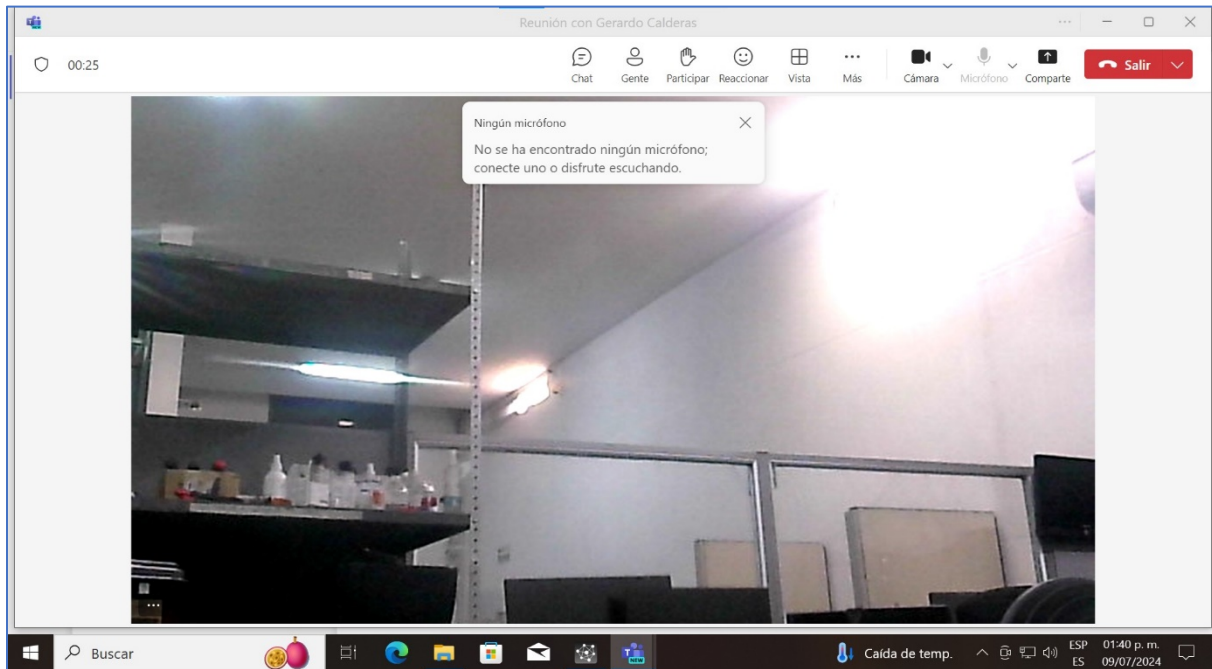 Reunión con Gerardo Calderas
00:25
Chat
Gente
Participar
Reaccionar
Vista
Más
Cámara
Micrófono
Comparte
Salir
Ningún micrófono
No se ha encontrado ningún micrófono;
conecte uno o disfrute escuchando.
Buscar
NEW
Caída de temp.
ESP
ES
01:40 p. m.
09/07/2024